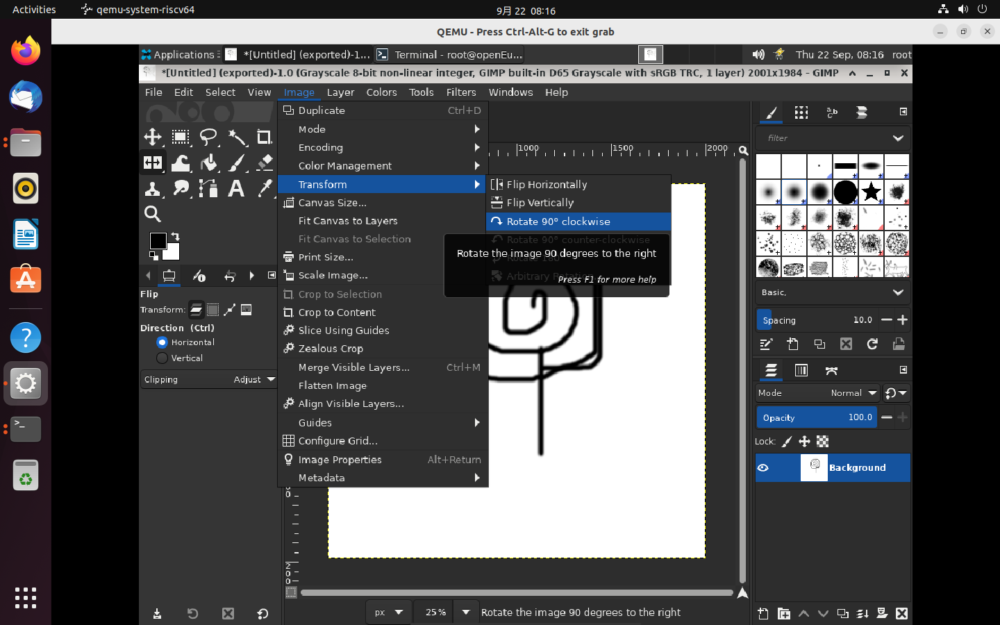 Activities
qemu-system-riscv64
9月 22 08:16
QEMU - Press Ctrl-Alt-G to exit grab
Applications
*[Untitled] (exported)-1...
Terminal - root@openEu...
Thu 22 Sep, 08:16
root
*[Untitled] (exported)-1.0 (Grayscale 8-bit non-linear integer, GIMP built-in D65 Grayscale with sRGB TRC, 1 layer) 2001x1984 – GIMP
File Edit Select View Image Layer Colors Tools Filters Windows Help
Duplicate Ctrl+D
Mode
Encoding
Color Management
Transform
Canvas Size...
Fit Canvas to Layers
Fit Canvas to Selection
Print Size...
Scale Image...
Crop to Selection
Crop to Content
Slice Using Guides
Zealous Crop
Merge Visible Layers... Ctrl+M
Flatten Image
Align Visible Layers...
Guides
Configure Grid...
Image Properties Alt+Return
Metadata
Flip Horizontally
Flip Vertically
Rotate 90° clockwise
Rotate 90° counter-clockwise
Rotate the image 90 degrees to the right
Rotate 180°
Arbitrary Rotation...
Press F1 for more help
1000 1500 2000
200
Flip
Transform:
Direction (Ctrl)
Horizontal
Vertical
Clipping Adjust
px 25% Rotate the image 90 degrees to the right
filter
Basic,
Spacing 10.0
Mode Normal
Opacity 100.0
Lock:
Background